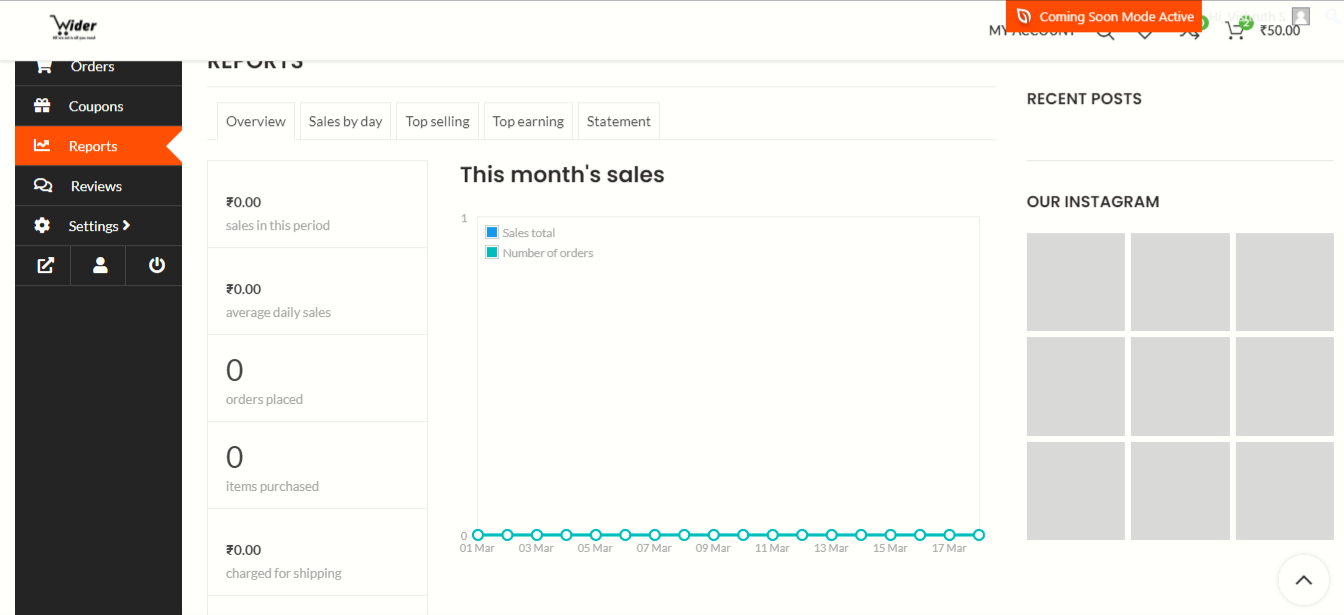 Wider
Coming Soon Mode Active
MY ACCOUNT
2
₹50.00
Orders
Coupons
Reports
Reviews
Settings
REPORTS
Overview
Sales by day
Top selling
Top earning
Statement
₹0.00
sales in this period
₹0.00
average daily sales
0
orders placed
0
items purchased
₹0.00
charged for shipping
This month's sales
1
Sales total
Number of orders
0
01 Mar 03 Mar 05 Mar 07 Mar 09 Mar 11 Mar 13 Mar 15 Mar 17 Mar
RECENT POSTS
OUR INSTAGRAM